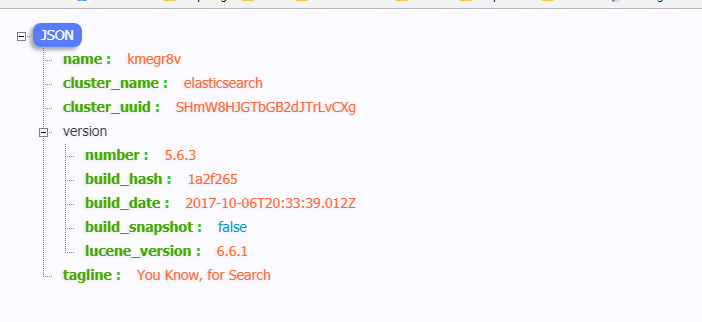 JSON
name : kmegr8v
cluster_name : elasticsearch
cluster_uuid : SHmW8HJGTbGB2dJTrLvCXg
version
number : 5.6.3
build_hash : 1a2f265
build_date : 2017-10-06T20:33:39.012Z
build_snapshot : false
lucene_version : 6.6.1
tagline : You Know, for Search